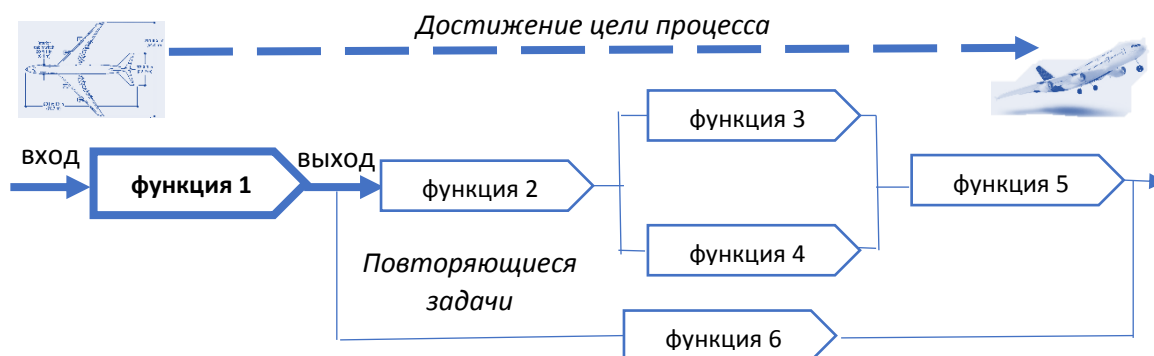 Достижение цели процесса
вход
функция 1
выход
функция 2
функция 3
функция 4
функция 5
Повторяющиеся
задачи
функция 6